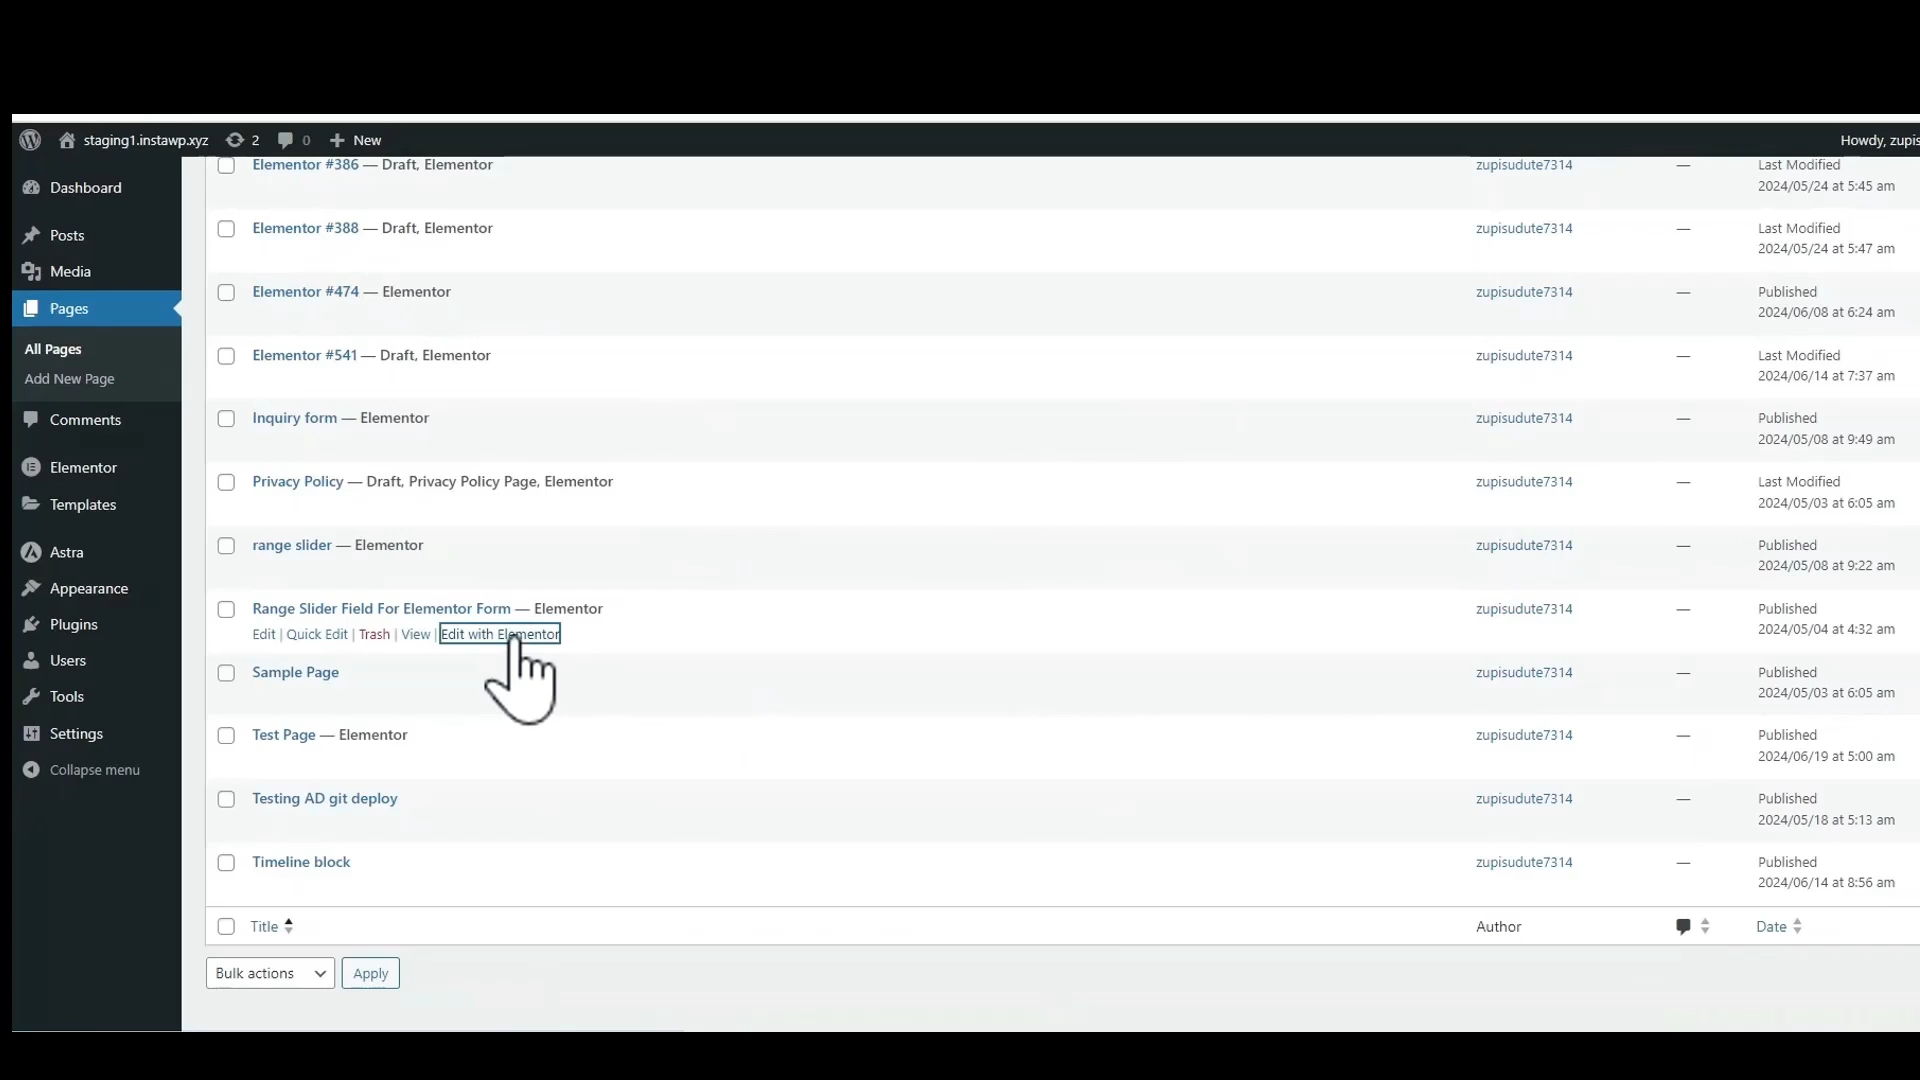 staging1.instawp.xyz 2 0 New Howdy, zupis
Dashboard
Posts
Media
Pages
All Pages
Add New Page
Comments
Elementor
Templates
Astra
Appearance
Plugins
Users
Tools
Settings
Collapse menu
Elementor #386 — Draft, Elementor zupisudute7314 — Last Modified
2024/05/24 at 5:45 am
Elementor #388 — Draft, Elementor zupisudute7314 — Last Modified
2024/05/24 at 5:47 am
Elementor #474 — Elementor zupisudute7314 — Published
2024/06/08 at 6:24 am
Elementor #541 — Draft, Elementor zupisudute7314 — Last Modified
2024/06/14 at 7:37 am
Inquiry form — Elementor zupisudute7314 — Published
2024/05/08 at 9:49 am
Privacy Policy — Draft, Privacy Policy Page, Elementor zupisudute7314 — Last Modified
2024/05/03 at 6:05 am
range slider — Elementor zupisudute7314 — Published
2024/05/08 at 9:22 am
Range Slider Field For Elementor Form — Elementor zupisudute7314 — Published
Edit | Quick Edit | Trash | View | Edit with Elementor 2024/05/04 at 4:32 am
Sample Page zupisudute7314 — Published
2024/05/03 at 6:05 am
Test Page — Elementor zupisudute7314 — Published
2024/06/19 at 5:00 am
Testing AD git deploy zupisudute7314 — Published
2024/05/18 at 5:13 am
Timeline block zupisudute7314 — Published
2024/06/14 at 8:56 am
Title Author Date
Bulk actions Apply